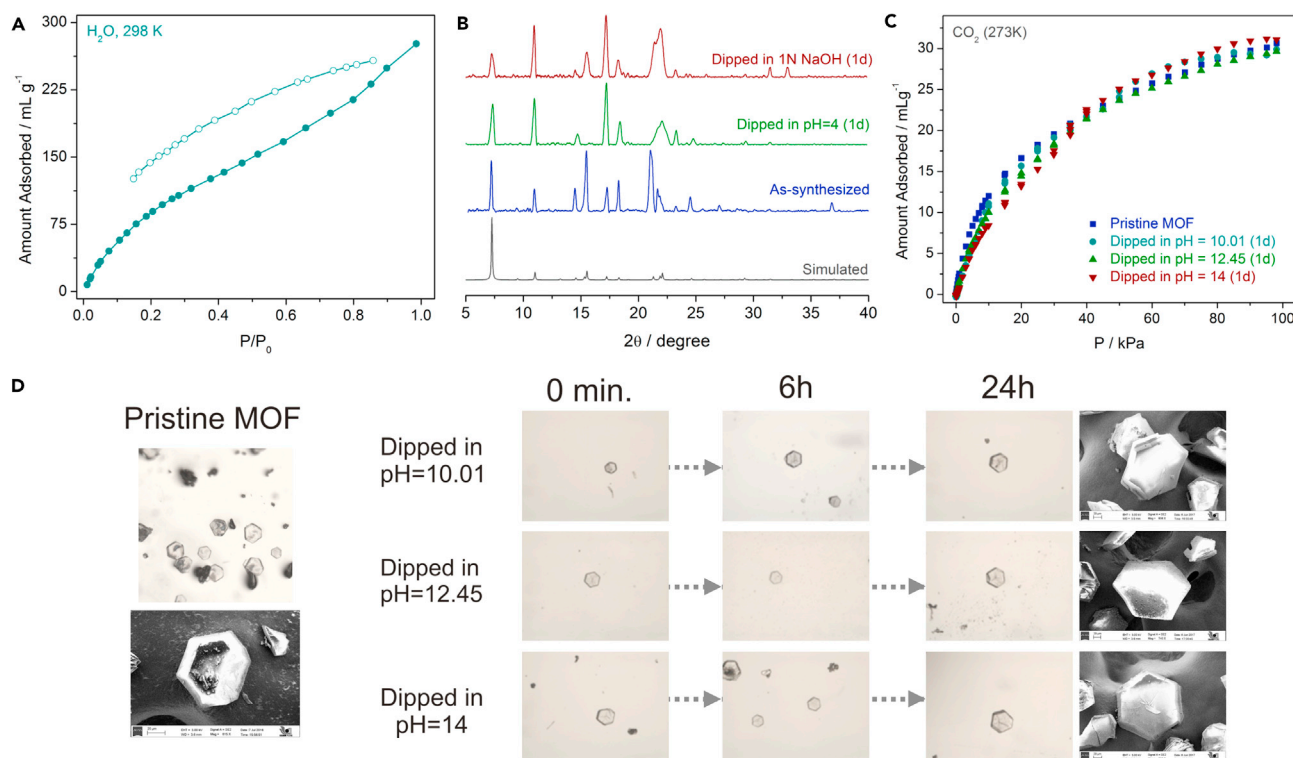 A
H₂O, 298 K
Amount Adsorbed / mL g⁻¹
300
225
150
75
0
0.0 0.2 0.4 0.6 0.8 1.0
P/P₀
B
Dipped in 1N NaOH (1d)
Dipped in pH=4 (1d)
As-synthesized
Simulated
5 10 15 20 25 30 35 40
2θ / degree
C
CO₂ (273K)
Amount Adsorbed / mLg⁻¹
30
25
20
15
10
5
0
Pristine MOF
Dipped in pH = 10.01 (1d)
Dipped in pH = 12.45 (1d)
Dipped in pH = 14 (1d)
0 20 40 60 80 100
P / kPa
D
Pristine MOF
0 min.
6h
24h
Dipped in
pH=10.01
Dipped in
pH=12.45
Dipped in
pH=14